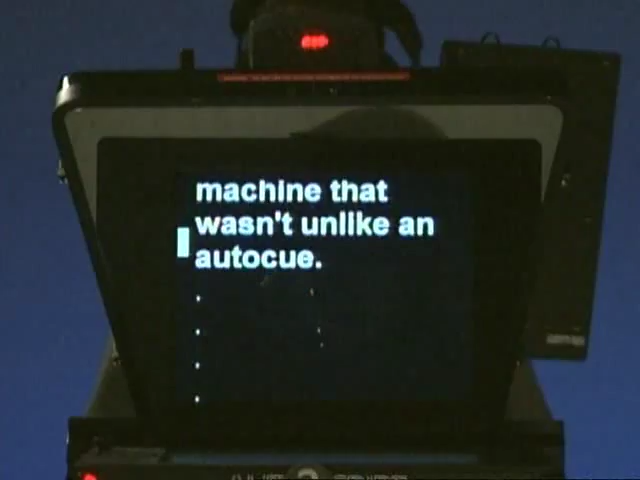 machine that
wasn't unlike an
autocue.
.
.
.
.